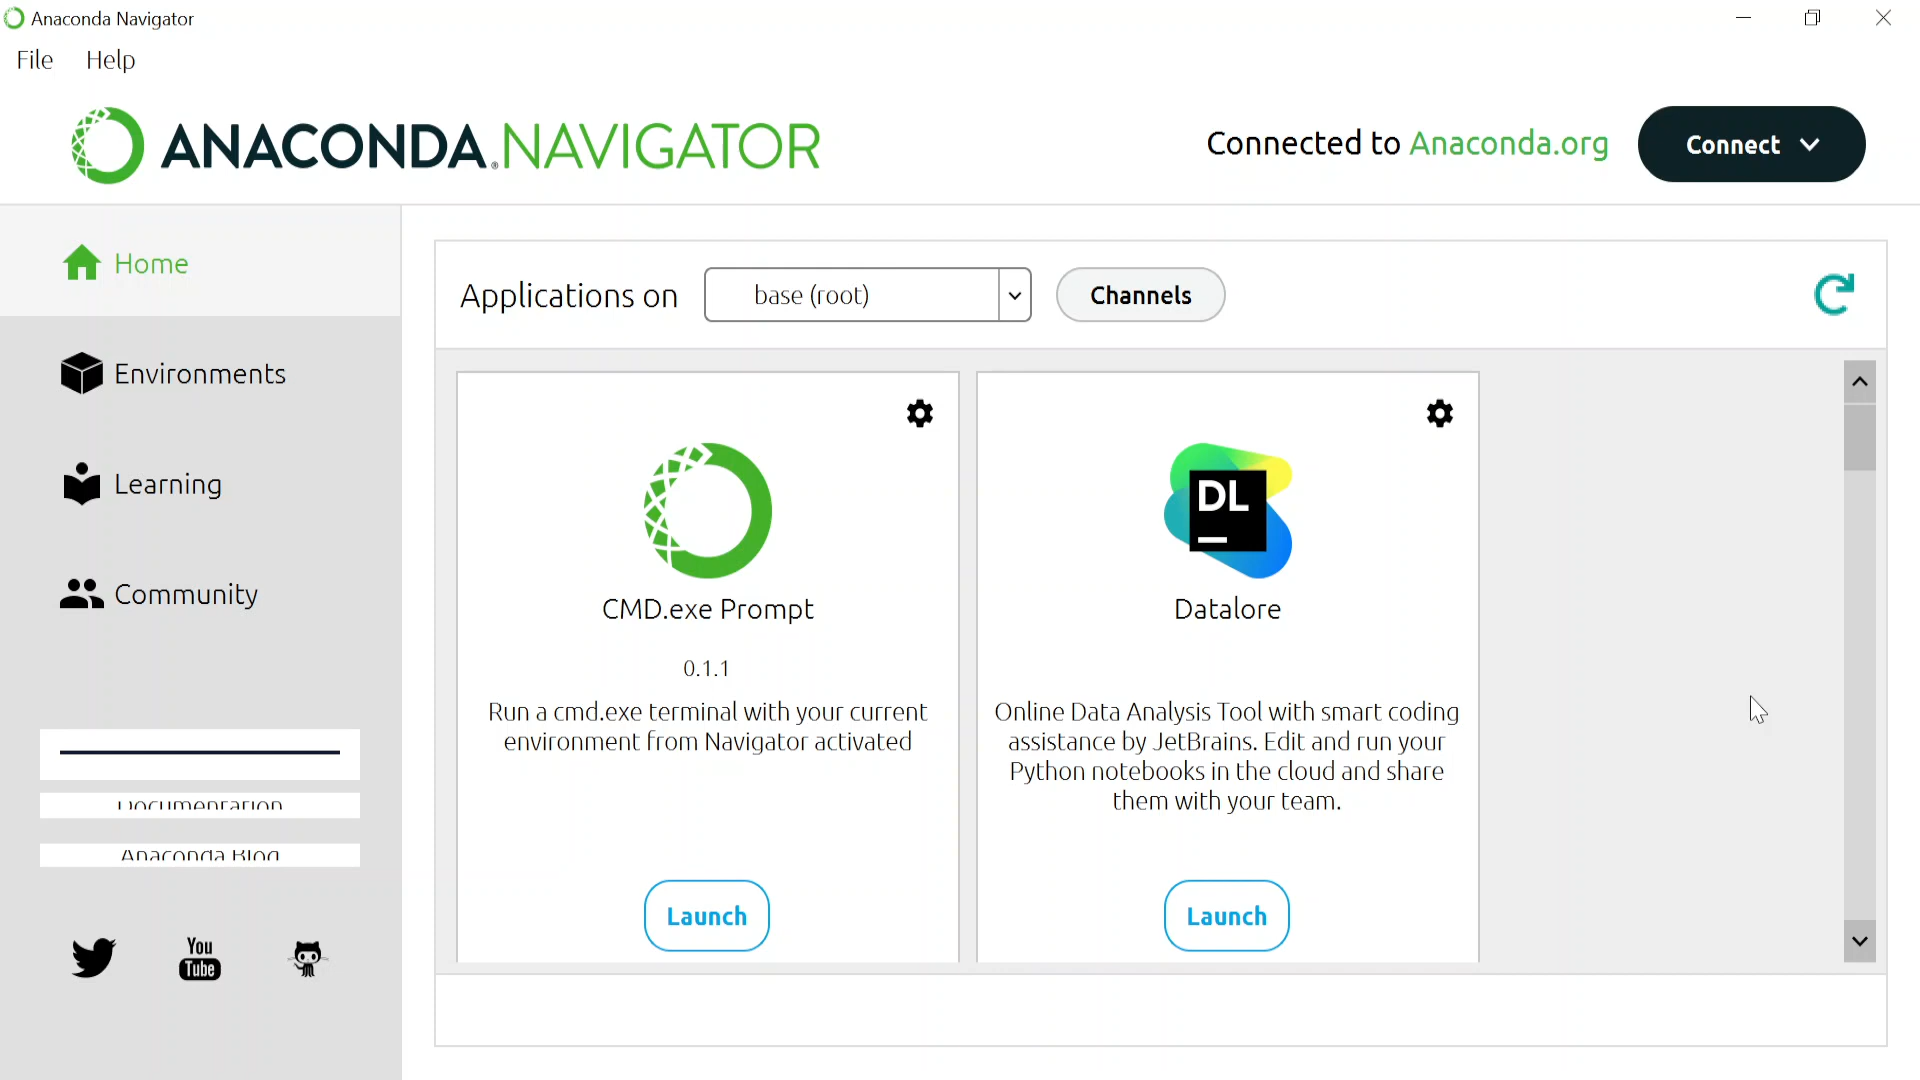 Anaconda Navigator
File Help
ANACONDA.NAVIGATOR
Connected to Anaconda.org
Connect
Home
Applications on base (root) Channels
Environments
Learning
Community
DL
CMD.exe Prompt
0.1.1
Run a cmd.exe terminal with your current
environment from Navigator activated
Launch
Datalore
Online Data Analysis Tool with smart coding
assistance by JetBrains. Edit and run your
Python notebooks in the cloud and share
them with your team.
Launch
Documentation
Anaconda Blog
You
Tube